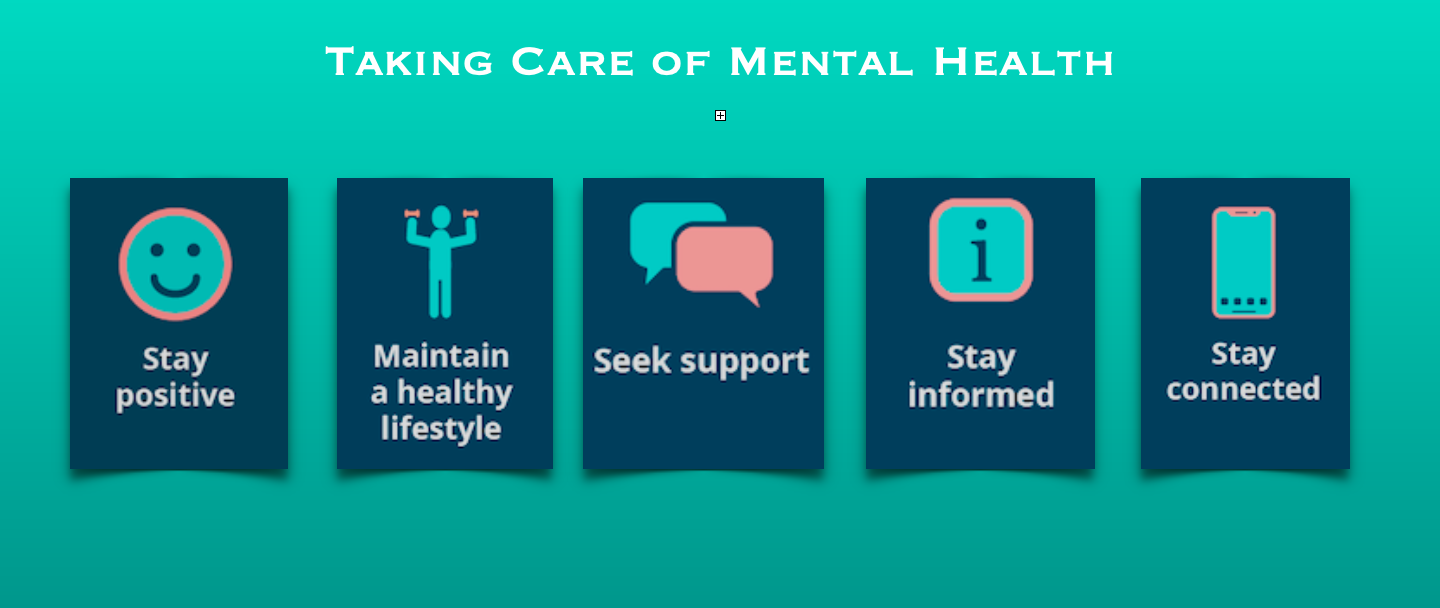 Taking Care of Mental Health
Stay
positive
Maintain
a healthy
lifestyle
Seek support
i
Stay
informed
Stay
connected